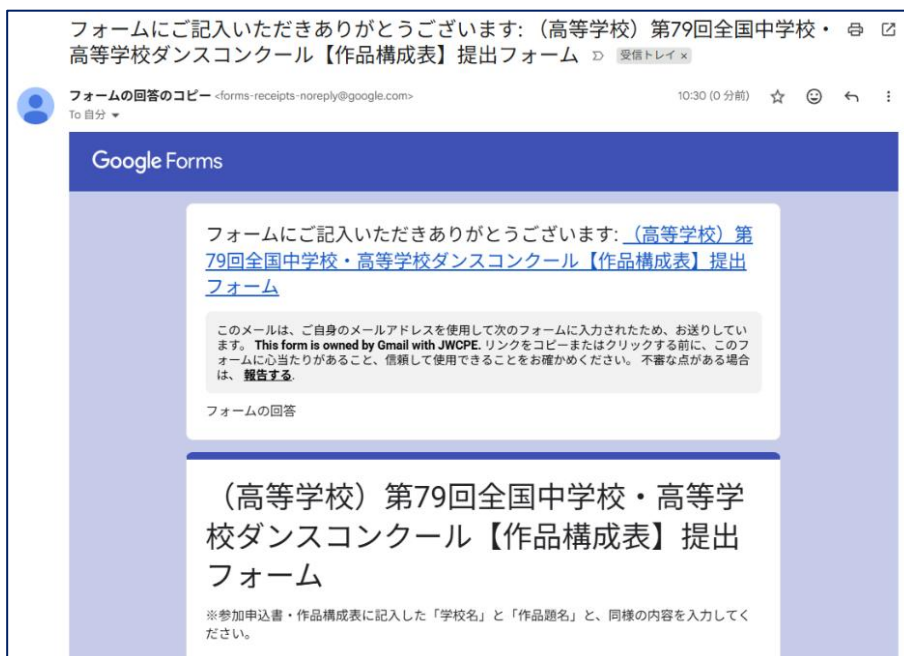 フォームにご記入いただきありがとうございます: （高等学校）第79回全国中学校・
高等学校ダンスコンクール【作品構成表】提出フォーム 受信トレイ ×
フォームの回答のコピー <forms-receipts-noreply@google.com>
10:30 (0 分前)
To 自分
Google Forms
フォームにご記入いただきありがとうございます: （高等学校）第
79回全国中学校・高等学校ダンスコンクール【作品構成表】提出
フォーム
このメールは、ご自身のメールアドレスを使用して次のフォームに入力されたため、お送りしてい
ます。 This form is owned by Gmail with JWCPE. リンクをコピーまたはクリックする前に、このフ
ォームに心当たりがあること、信頼して使用できることをお確かめください。 不審な点がある場合
は、 報告する.
フォームの回答
（高等学校）第79回全国中学校・高等学
校ダンスコンクール【作品構成表】提出
フォーム
※参加申込書・作品構成表に記入した「学校名」と「作品題名」と、同様の内容を入力してく
ださい。